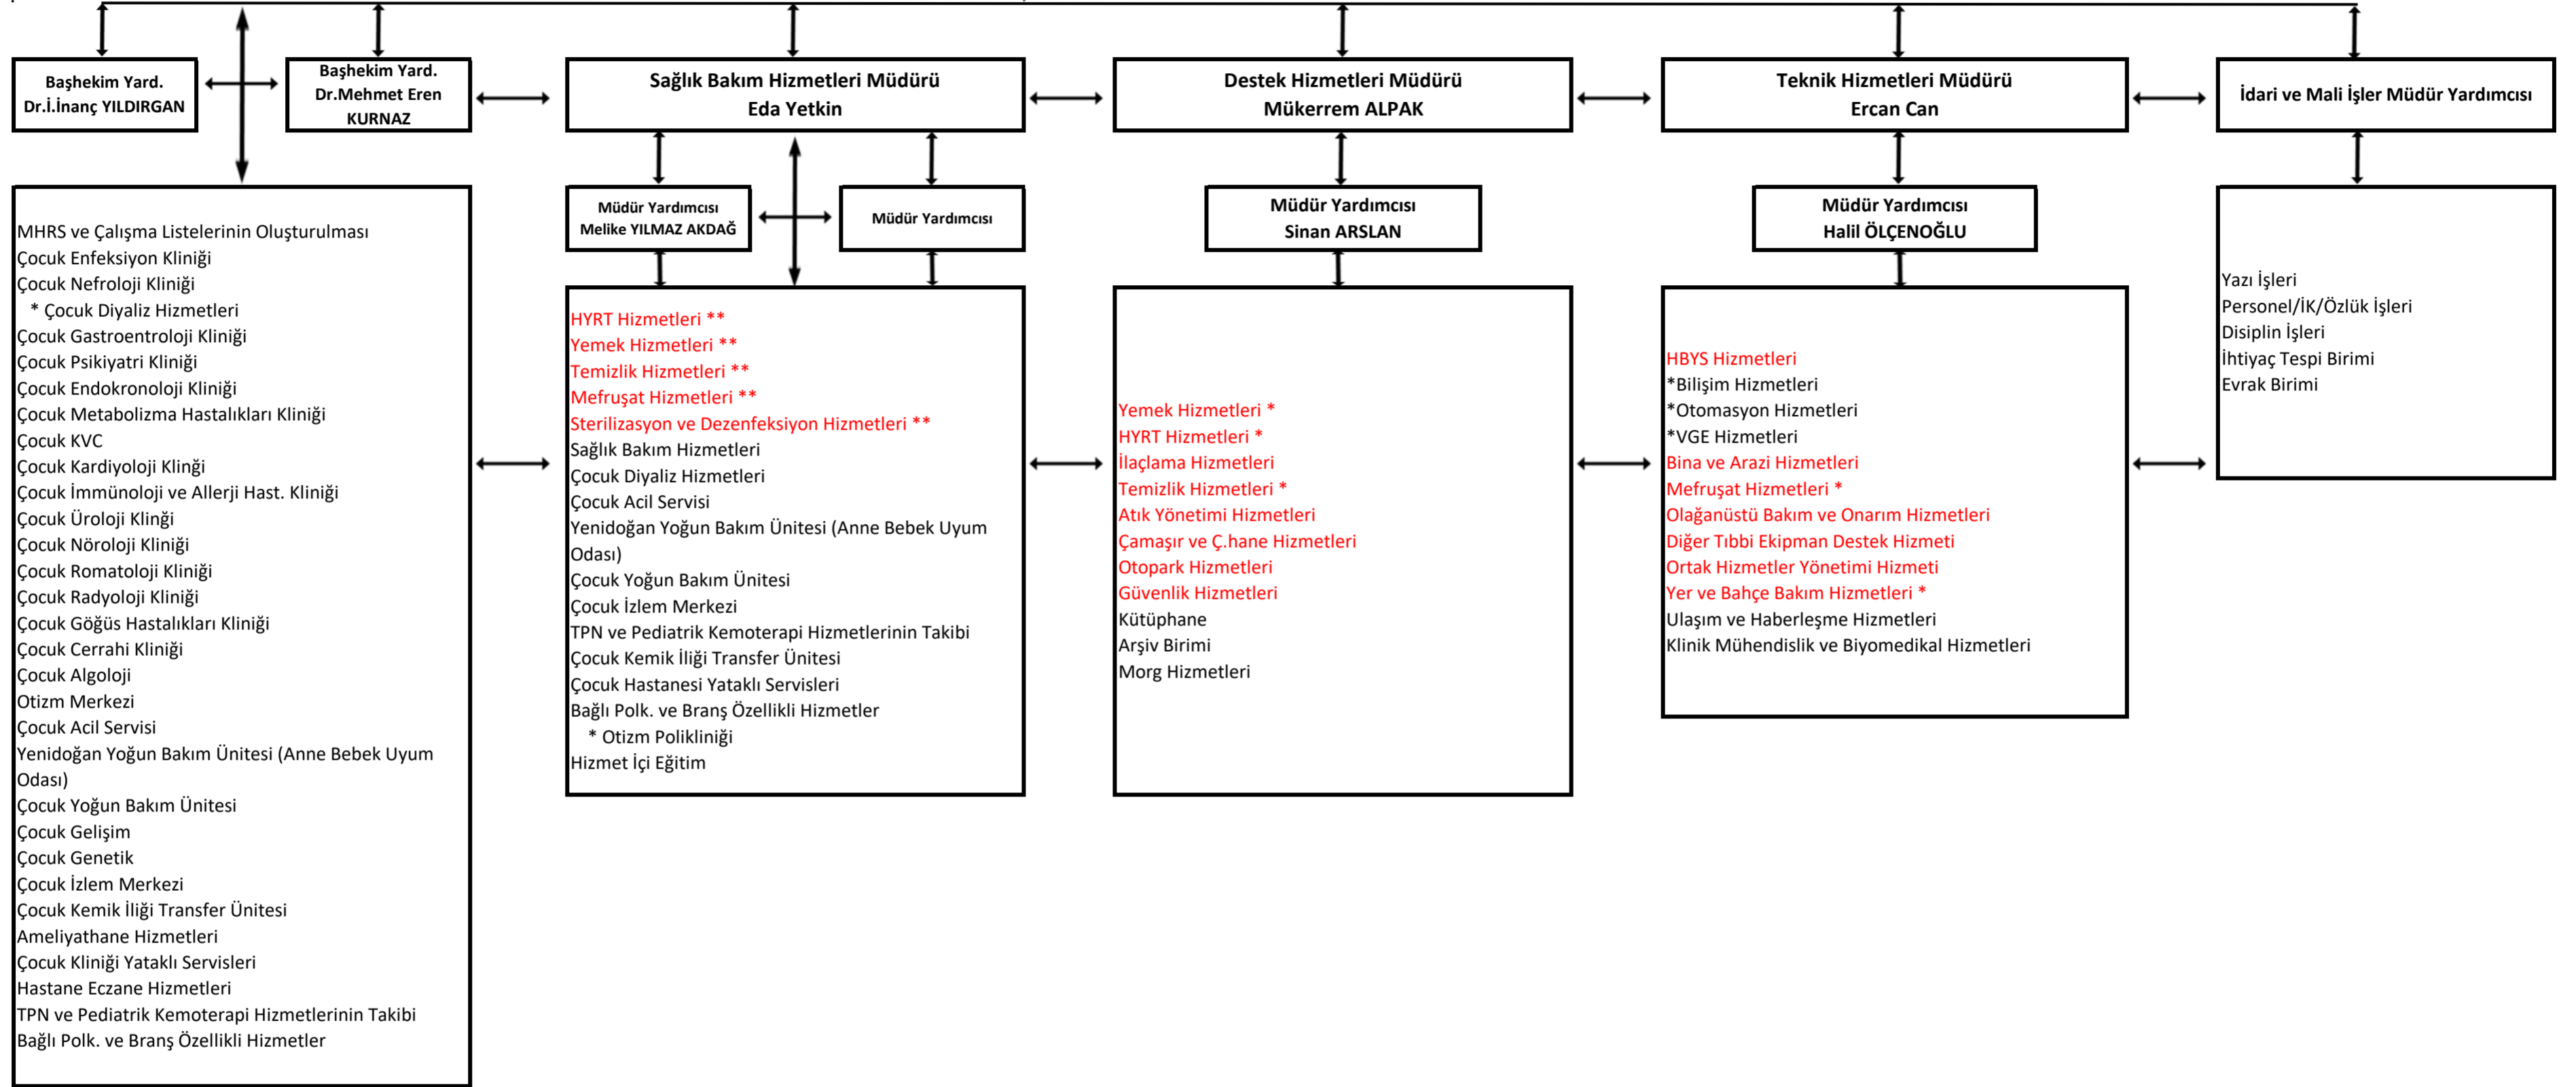 Başhekim Yard.
Dr.İ.İnanç YILDIRGAN
Başhekim Yard.
Dr.Mehmet Eren
KURNAZ
Sağlık Bakım Hizmetleri Müdürü
Eda Yetkin
Destek Hizmetleri Müdürü
Mükerrem ALPAK
Teknik Hizmetleri Müdürü
Ercan Can
İdari ve Mali İşler Müdür Yardımcısı
Müdür Yardımcısı
Melike YILMAZ AKDAĞ
Müdür Yardımcısı
Müdür Yardımcısı
Sinan ARSLAN
Müdür Yardımcısı
Halil ÖLÇENOĞLU
MHRS ve Çalışma Listelerinin Oluşturulması
Çocuk Enfeksiyon Kliniği
Çocuk Nefroloji Kliniği
* Çocuk Diyaliz Hizmetleri
Çocuk Gastroentroloji Kliniği
Çocuk Psikiyatri Kliniği
Çocuk Endokronoloji Kliniği
Çocuk Metabolizma Hastalıkları Kliniği
Çocuk KVC
Çocuk Kardiyoloji Klinği
Çocuk İmmünoloji ve Allerji Hast. Kliniği
Çocuk Üroloji Klinği
Çocuk Nöroloji Kliniği
Çocuk Romatoloji Kliniği
Çocuk Radyoloji Kliniği
Çocuk Göğüs Hastalıkları Kliniği
Çocuk Cerrahi Kliniği
Çocuk Algoloji
Otizm Merkezi
Çocuk Acil Servisi
Yenidoğan Yoğun Bakım Ünitesi (Anne Bebek Uyum
Odası)
Çocuk Yoğun Bakım Ünitesi
Çocuk Gelişim
Çocuk Genetik
Çocuk İzlem Merkezi
Çocuk Kemik İliği Transfer Ünitesi
Ameliyathane Hizmetleri
Çocuk Kliniği Yataklı Servisleri
Hastane Eczane Hizmetleri
TPN ve Pediatrik Kemoterapi Hizmetlerinin Takibi
Bağlı Polk. ve Branş Özellikli Hizmetler
HYRT Hizmetleri **
Yemek Hizmetleri **
Temizlik Hizmetleri **
Mefruşat Hizmetleri **
Sterilizasyon ve Dezenfeksiyon Hizmetleri **
Sağlık Bakım Hizmetleri
Çocuk Diyaliz Hizmetleri
Çocuk Acil Servisi
Yenidoğan Yoğun Bakım Ünitesi (Anne Bebek Uyum
Odası)
Çocuk Yoğun Bakım Ünitesi
Çocuk İzlem Merkezi
TPN ve Pediatrik Kemoterapi Hizmetlerinin Takibi
Çocuk Kemik İliği Transfer Ünitesi
Çocuk Hastanesi Yataklı Servisleri
Bağlı Polk. ve Branş Özellikli Hizmetler
* Otizm Polikliniği
Hizmet İçi Eğitim
Yemek Hizmetleri *
HYRT Hizmetleri *
İlaçlama Hizmetleri
Temizlik Hizmetleri *
Atık Yönetimi Hizmetleri
Çamaşır ve Ç.hane Hizmetleri
Otopark Hizmetleri
Güvenlik Hizmetleri
Kütüphane
Arşiv Birimi
Morg Hizmetleri
HBYS Hizmetleri
*Bilişim Hizmetleri
*Otomasyon Hizmetleri
*VGE Hizmetleri
Bina ve Arazi Hizmetleri
Mefruşat Hizmetleri *
Olağanüstü Bakım ve Onarım Hizmetleri
Diğer Tıbbi Ekipman Destek Hizmeti
Ortak Hizmetler Yönetimi Hizmeti
Yer ve Bahçe Bakım Hizmetleri *
Ulaşım ve Haberleşme Hizmetleri
Klinik Mühendislik ve Biyomedikal Hizmetleri
Yazı İşleri
Personel/İK/Özlük İşleri
Disiplin İşleri
İhtiyaç Tespi Birimi
Evrak Birimi